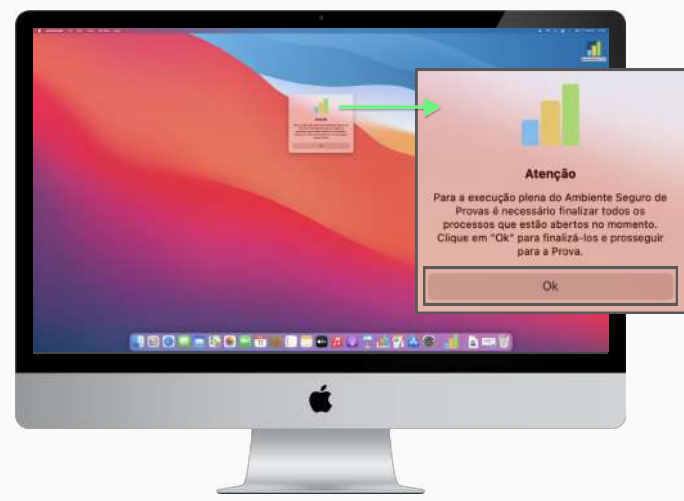 Atenção
Para a execução plena do Ambiente Seguro de
Provas é necessário finalizar todos os
processos que estão abertos no momento.
Clique em "Ok" para finalizá-los e prosseguir
para a Prova.
Ok